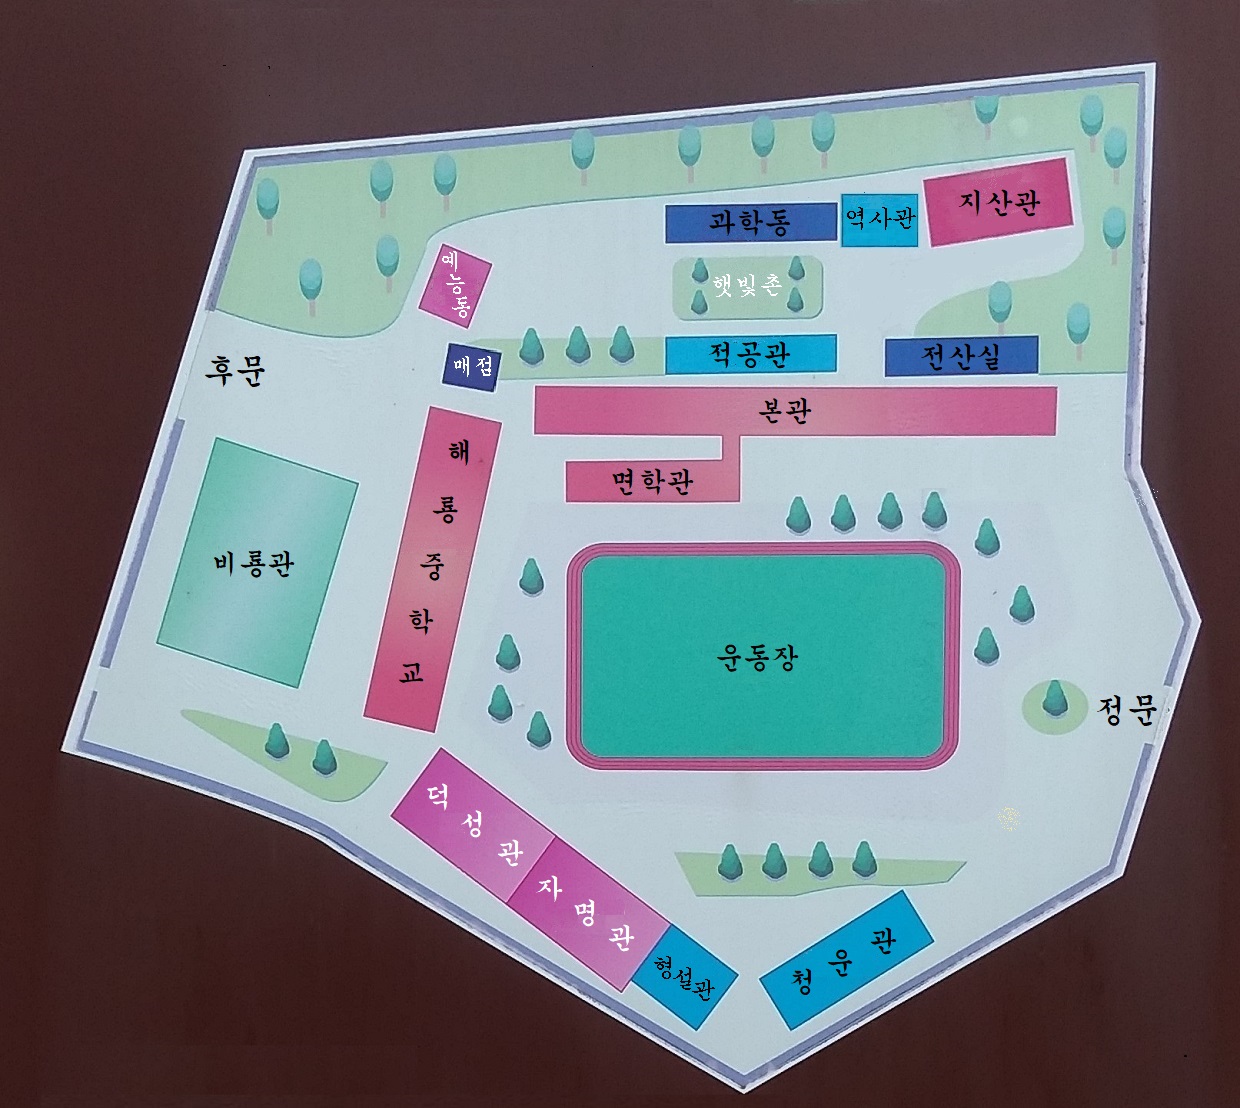 과학동
역사관
지산관
예능동
햇빛촌
후문
매점
적공관
전산실
본관
해룡중학교
면학관
비룡관
운동장
정문
덕성관
자명관
형설관
청운관